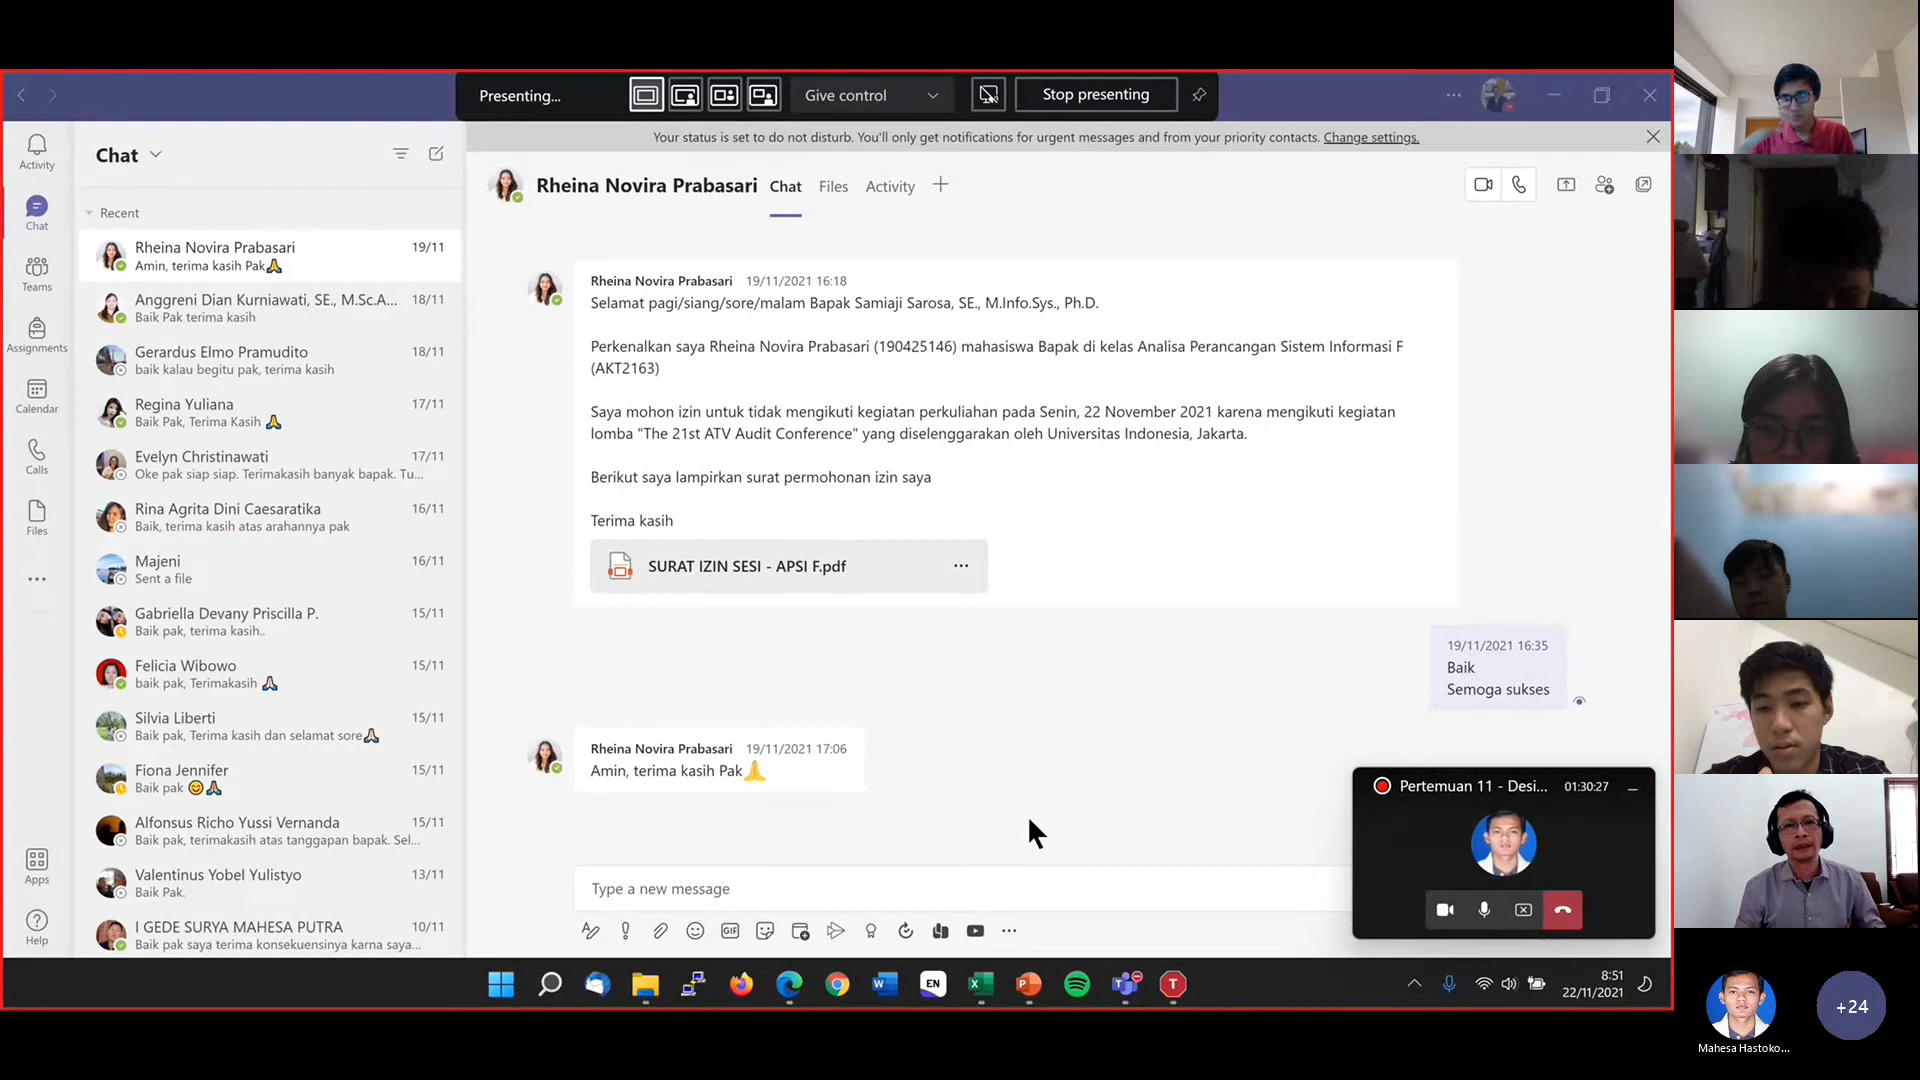 Presenting...
Give control
Stop presenting
Your status is set to do not disturb. You'll only get notifications for urgent messages and from your priority contacts. Change settings.
Activity
Chat
Teams
Assignments
Calendar
Calls
Files
Apps
Help
Chat
Recent
Rheina Novira Prabasari 19/11
Amin, terima kasih Pak🙏
Anggreni Dian Kurniawati, SE., M.Sc.A... 18/11
Baik Pak terima kasih
Gerardus Elmo Pramudito 18/11
baik kalau begitu pak, terima kasih
Regina Yuliana 17/11
Baik Pak, Terima Kasih 🙏
Evelyn Christinawati 17/11
Oke pak siap siap. Terimakasih banyak bapak. Tu...
Rina Agrita Dini Caesaratika 16/11
Baik, terima kasih atas arahannya pak
Majeni 16/11
Sent a file
Gabriella Devany Priscilla P. 15/11
Baik pak, terima kasih..
Felicia Wibowo 15/11
baik pak, Terimakasih 🙏🏻
Silvia Liberti 15/11
Baik pak, Terima kasih dan selamat sore🙏🏻
Fiona Jennifer 15/11
Baik pak 😊🙏🏻
Alfonsus Richo Yussi Vernanda 15/11
Baik pak, terimakasih atas tanggapan bapak. Sel...
Valentinus Yobel Yulistyo 13/11
Baik Pak.
I GEDE SURYA MAHESA PUTRA 10/11
Baik pak saya terima konsekuensinya karna saya...
Rheina Novira Prabasari Chat Files Activity
Rheina Novira Prabasari 19/11/2021 16:18
Selamat pagi/siang/sore/malam Bapak Samiaji Sarosa, SE., M.Info.Sys., Ph.D.
Perkenalkan saya Rheina Novira Prabasari (190425146) mahasiswa Bapak di kelas Analisa Perancangan Sistem Informasi F
(AKT2163)
Saya mohon izin untuk tidak mengikuti kegiatan perkuliahan pada Senin, 22 November 2021 karena mengikuti kegiatan
lomba "The 21st ATV Audit Conference" yang diselenggarakan oleh Universitas Indonesia, Jakarta.
Berikut saya lampirkan surat permohonan izin saya
Terima kasih
SURAT IZIN SESI - APSI F.pdf
19/11/2021 16:35
Baik
Semoga sukses
Rheina Novira Prabasari 19/11/2021 17:06
Amin, terima kasih Pak🙏
Type a new message
GIF
Pertemuan 11 - Desi... 01:30:27
EN
8:51
22/11/2021
+24
Mahesa Hastoko...